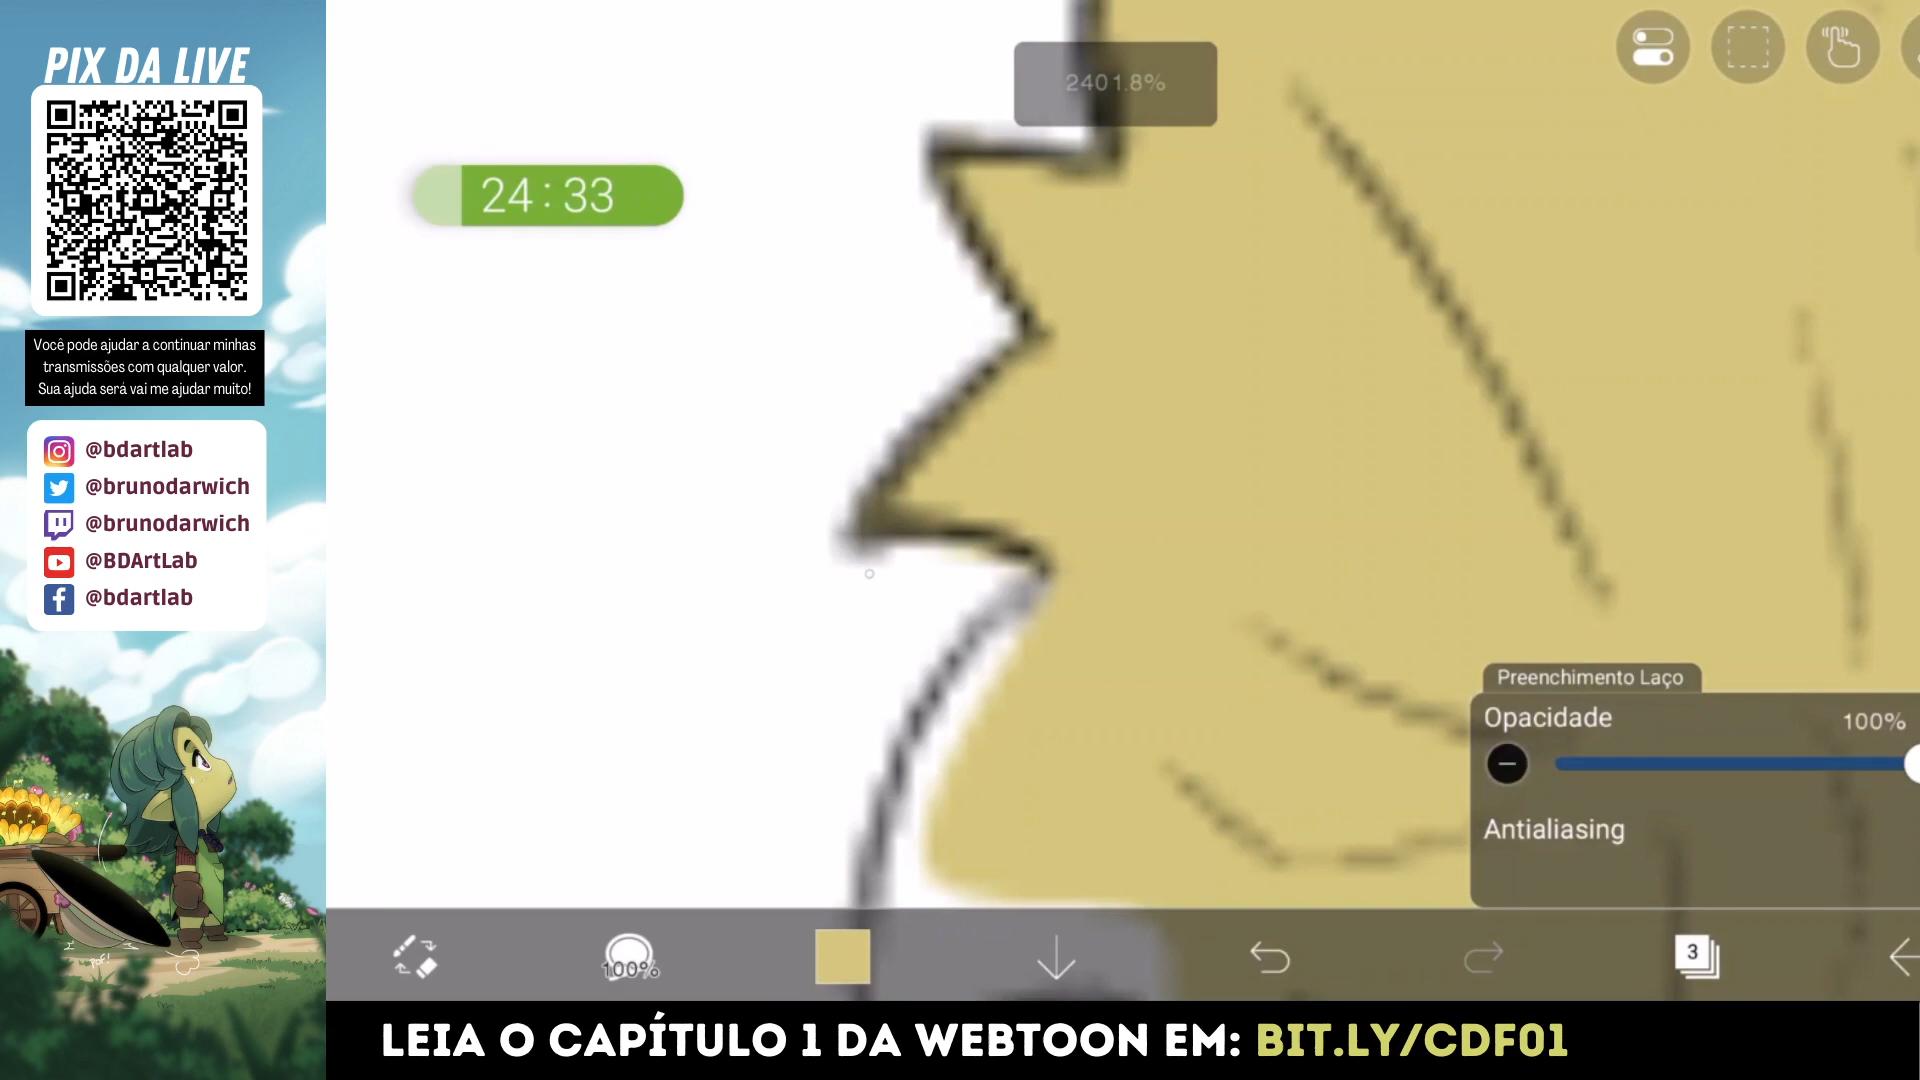 PIX DA LIVE
Você pode ajudar a continuar minhas
transmissões com qualquer valor.
Sua ajuda será vai me ajudar muito!
@bdartlab
@brunodarwich
@brunodarwich
@BDArtLab
@bdartlab
POF!
2401.8%
24:33
Preenchimento Laço
Opacidade
100%
Antialiasing
100%
3
LEIA O CAPÍTULO 1 DA WEBTOON EM: BIT.LY/CDF01